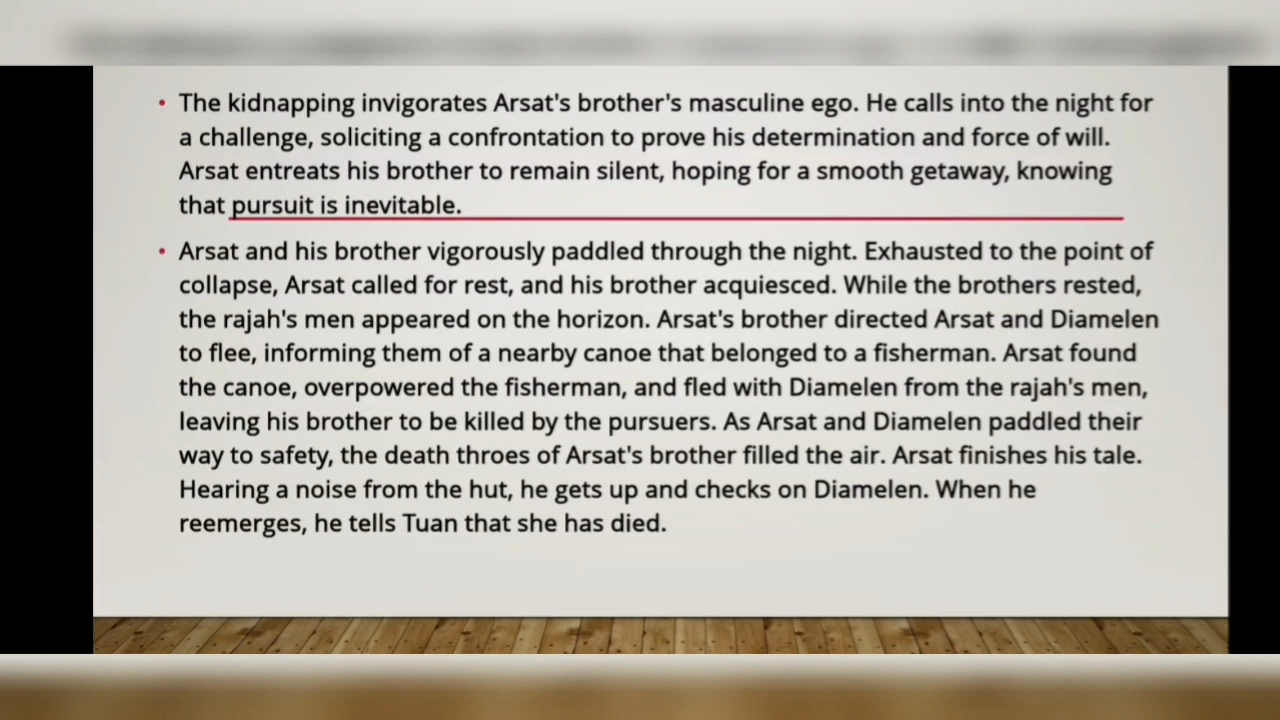 • The kidnapping invigorates Arsat's brother's masculine ego. He calls into the night for
a challenge, soliciting a confrontation to prove his determination and force of will.
Arsat entreats his brother to remain silent, hoping for a smooth getaway, knowing
that pursuit is inevitable.
• Arsat and his brother vigorously paddled through the night. Exhausted to the point of
collapse, Arsat called for rest, and his brother acquiesced. While the brothers rested,
the rajah's men appeared on the horizon. Arsat's brother directed Arsat and Diamelen
to flee, informing them of a nearby canoe that belonged to a fisherman. Arsat found
the canoe, overpowered the fisherman, and fled with Diamelen from the rajah's men,
leaving his brother to be killed by the pursuers. As Arsat and Diamelen paddled their
way to safety, the death throes of Arsat's brother filled the air. Arsat finishes his tale.
Hearing a noise from the hut, he gets up and checks on Diamelen. When he
reemerges, he tells Tuan that she has died.